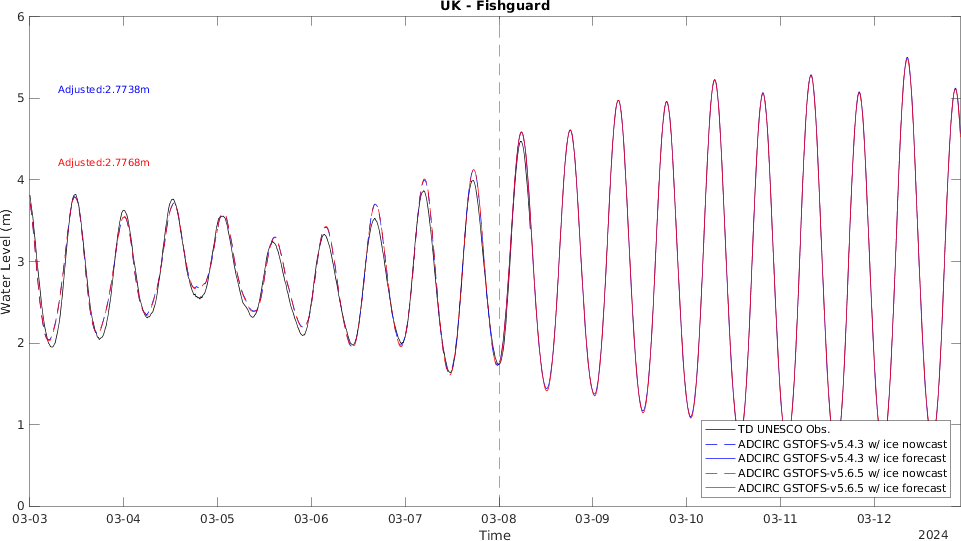 UK - Fishguard
6
5
4
3
2
1
0
Water Level (m)
Adjusted:2.7738m
Adjusted:2.7768m
TD UNESCO Obs.
ADCIRC GSTOFS-v5.4.3 w/ ice nowcast
ADCIRC GSTOFS-v5.4.3 w/ ice forecast
ADCIRC GSTOFS-v5.6.5 w/ ice nowcast
ADCIRC GSTOFS-v5.6.5 w/ ice forecast
03-03 03-04 03-05 03-06 03-07 03-08 03-09 03-10 03-11 03-12
Time
2024